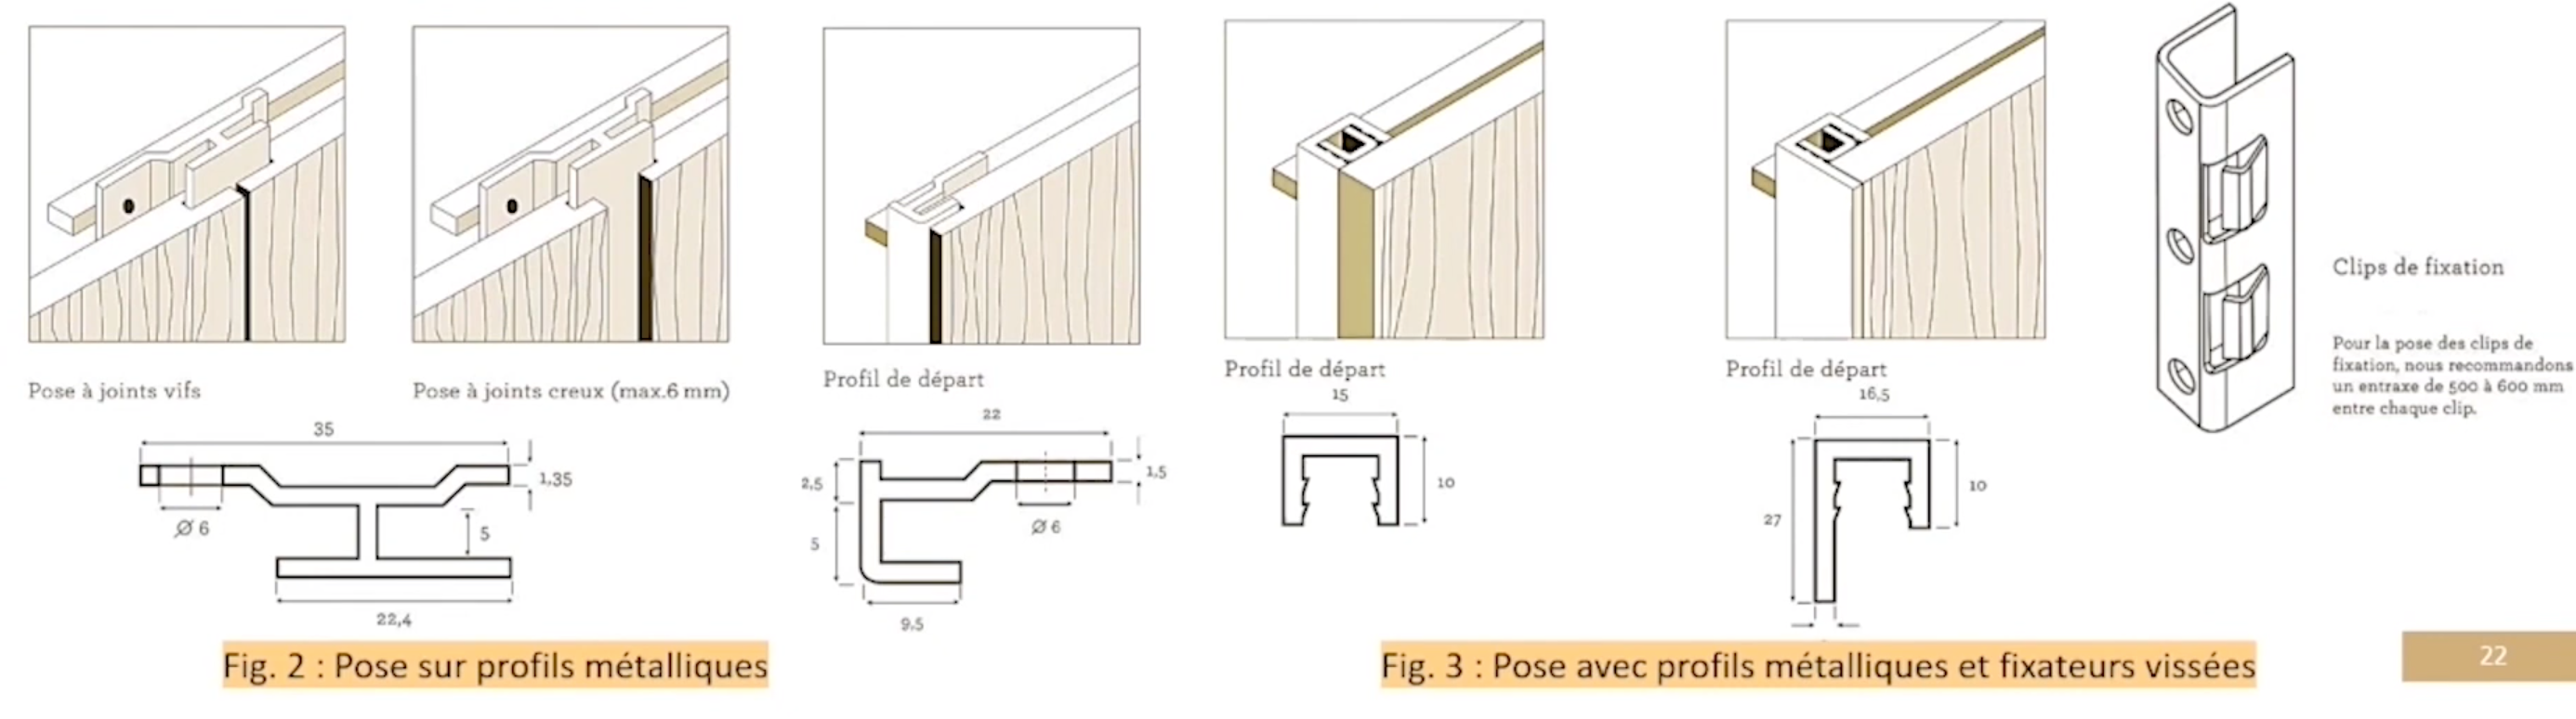 Pose à joints vifs
Pose à joints creux (max.6 mm)
Profil de départ
Profil de départ
Profil de départ
Clips de fixation
Pour la pose des clips de
fixation, nous recommandons
un entraxe de 500 à 600 mm
entre chaque clip.
35
1,35
Ø 6
5
22,4
22
2,5
1,5
Ø 6
5
9,5
15
10
16,5
10
27
Fig. 2 : Pose sur profils métalliques
Fig. 3 : Pose avec profils métalliques et fixateurs vissées
22